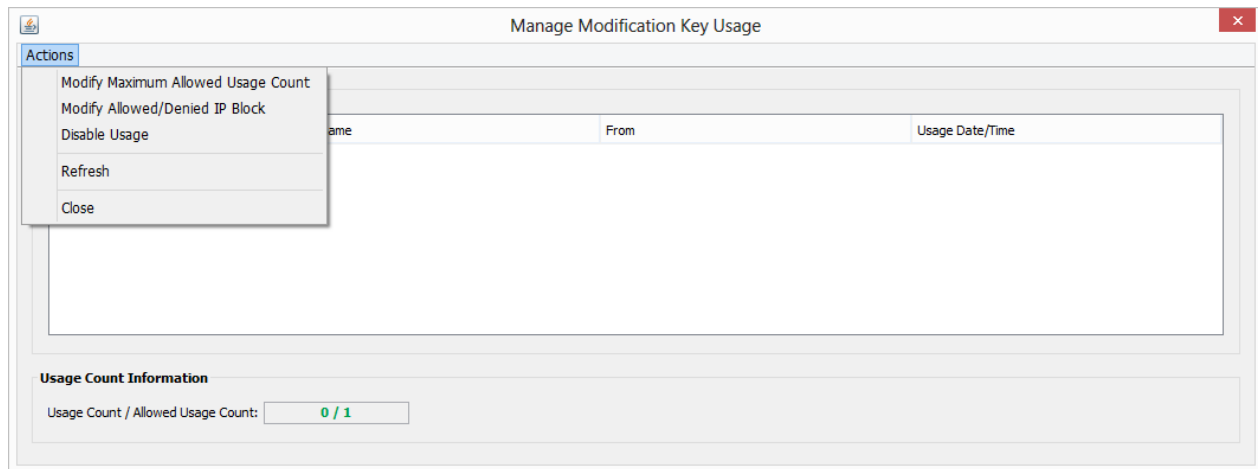 Manage Modification Key Usage
Actions
Modify Maximum Allowed Usage Count
Modify Allowed/Denied IP Block
Disable Usage
Refresh
Close
From
Usage Date/Time
Usage Count Information
Usage Count / Allowed Usage Count:
0 / 1